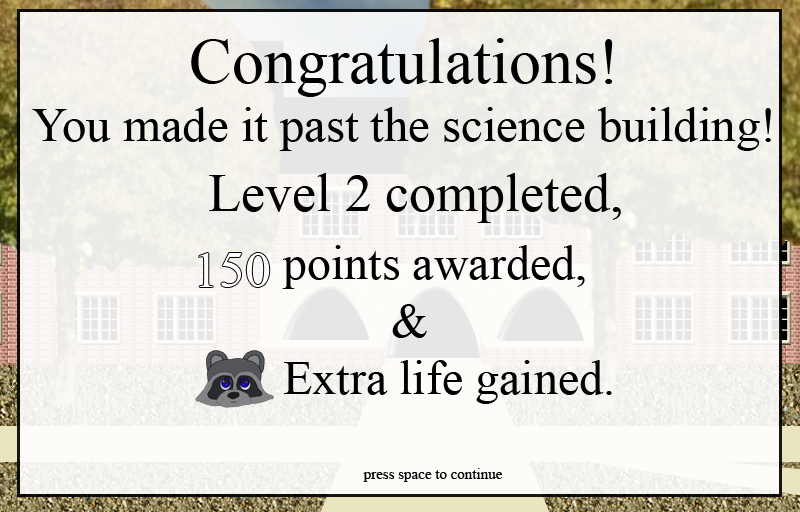 Congratulations!
You made it past the science building!
Level 2 completed,
150 points awarded,
&
Extra life gained.
press space to continue